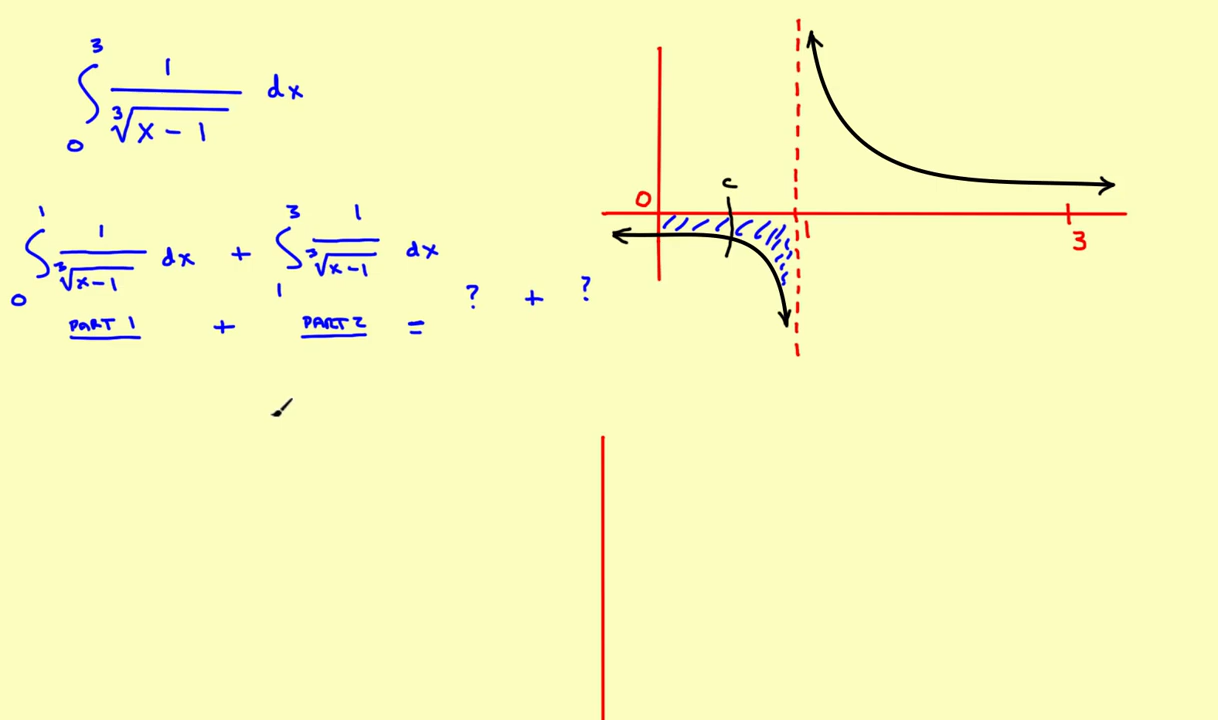 ∫₀³ 1/∛(x-1) dx
∫₀¹ 1/∛(x-1) dx + ∫₁³ 1/∛(x-1) dx
PART 1 + PART 2 = ? + ?
C
0 1 3